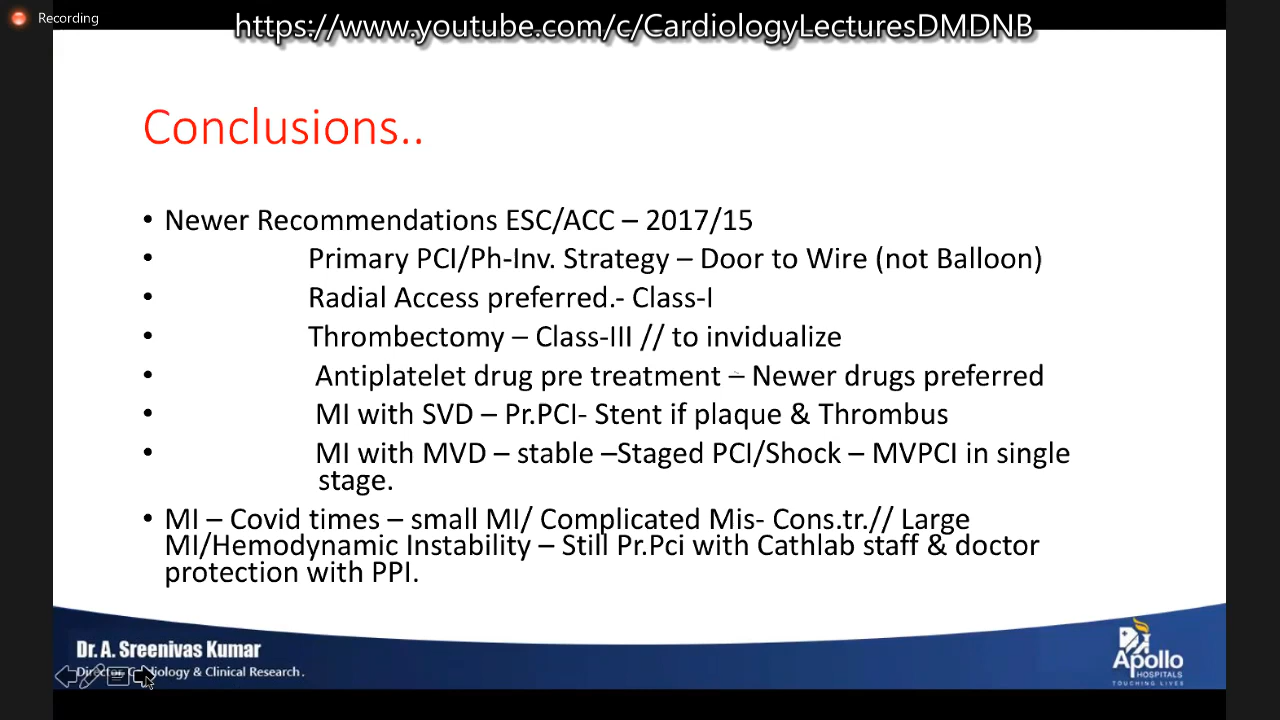 Recording
https://www.youtube.com/c/CardiologyLecturesDMDNB
Conclusions..
• Newer Recommendations ESC/ACC – 2017/15
• Primary PCI/Ph-Inv. Strategy – Door to Wire (not Balloon)
• Radial Access preferred.- Class-I
• Thrombectomy – Class-III // to invidualize
• Antiplatelet drug pre treatment – Newer drugs preferred
• MI with SVD – Pr.PCI- Stent if plaque & Thrombus
• MI with MVD – stable –Staged PCI/Shock – MVPCI in single
stage.
• MI – Covid times – small MI/ Complicated Mis- Cons.tr.// Large
MI/Hemodynamic Instability – Still Pr.Pci with Cathlab staff & doctor
protection with PPI.
Dr. A. Sreenivas Kumar
Director Cardiology & Clinical Research.
Apollo
HOSPITALS
TOUCHING LIVES